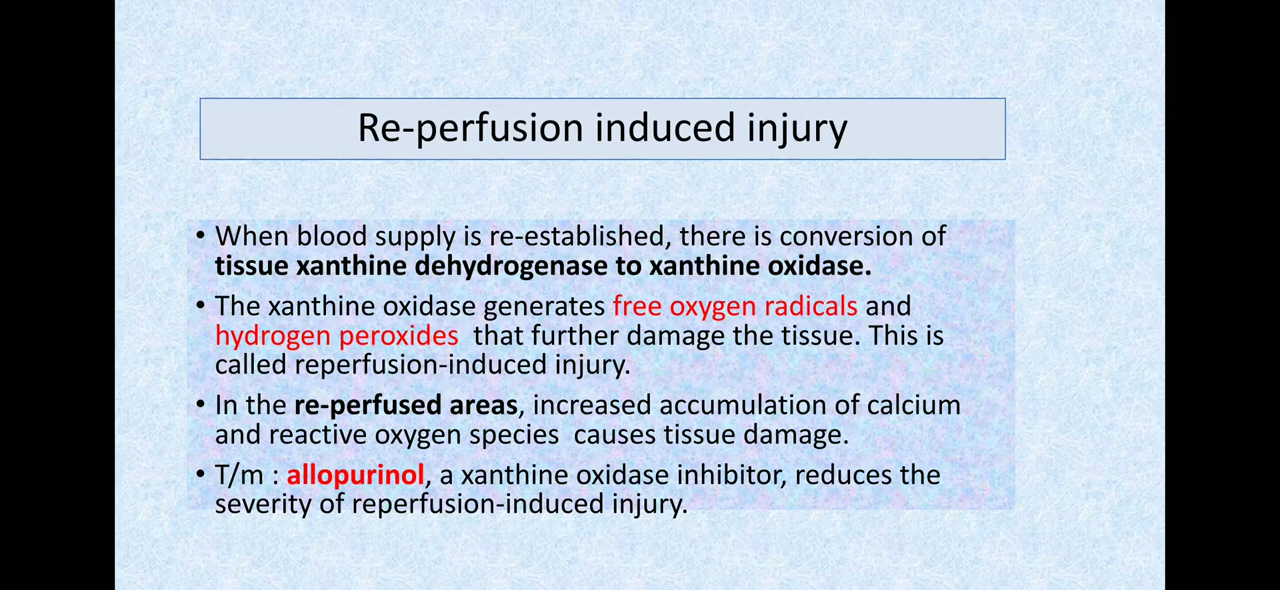 Re-perfusion induced injury
• When blood supply is re-established, there is conversion of
tissue xanthine dehydrogenase to xanthine oxidase.
• The xanthine oxidase generates free oxygen radicals and
hydrogen peroxides  that further damage the tissue. This is
called reperfusion-induced injury.
• In the re-perfused areas, increased accumulation of calcium
and reactive oxygen species  causes tissue damage.
• T/m : allopurinol, a xanthine oxidase inhibitor, reduces the
severity of reperfusion-induced injury.